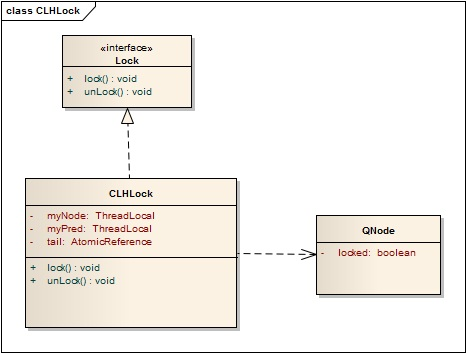 class CLHLock
«interface»
Lock
+ lock() : void
+ unLock() : void
CLHLock
- myNode: ThreadLocal
- myPred: ThreadLocal
- tail: AtomicReference
+ lock() : void
+ unLock() : void
QNode
- locked: boolean